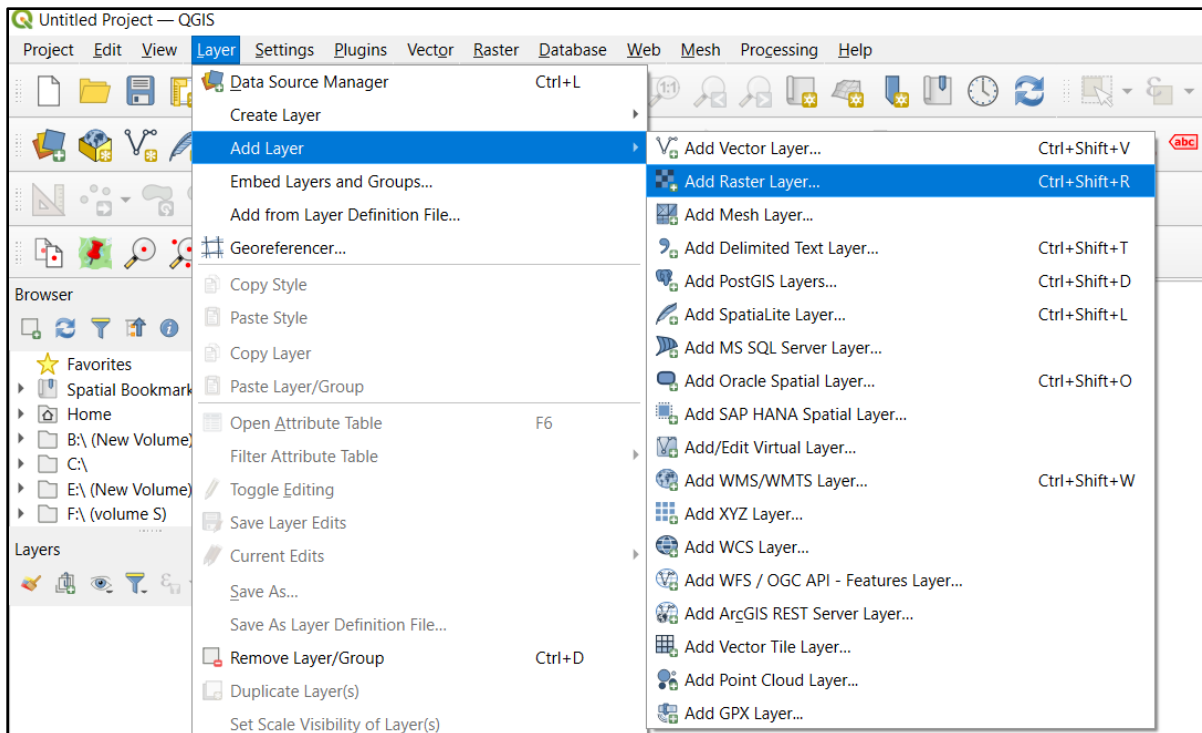 Untitled Project — QGIS
Project Edit View Layer Settings Plugins Vector Raster Database Web Mesh Processing Help
Data Source Manager Ctrl+L
Create Layer
Add Layer
Embed Layers and Groups...
Add from Layer Definition File...
Georeferencer...
Copy Style
Paste Style
Copy Layer
Paste Layer/Group
Open Attribute Table F6
Filter Attribute Table
Toggle Editing
Save Layer Edits
Current Edits
Save As...
Save As Layer Definition File...
Remove Layer/Group Ctrl+D
Duplicate Layer(s)
Set Scale Visibility of Layer(s)
1:1
abc
Add Vector Layer... Ctrl+Shift+V
Add Raster Layer... Ctrl+Shift+R
Add Mesh Layer...
Add Delimited Text Layer... Ctrl+Shift+T
Add PostGIS Layers... Ctrl+Shift+D
Add SpatiaLite Layer... Ctrl+Shift+L
Add MS SQL Server Layer...
Add Oracle Spatial Layer... Ctrl+Shift+O
Add SAP HANA Spatial Layer...
Add/Edit Virtual Layer...
Add WMS/WMTS Layer... Ctrl+Shift+W
Add XYZ Layer...
Add WCS Layer...
Add WFS / OGC API - Features Layer...
Add ArcGIS REST Server Layer...
Add Vector Tile Layer...
Add Point Cloud Layer...
Add GPX Layer...
Browser
Favorites
Spatial Bookmark
Home
B:\ (New Volume)
C:\
E:\ (New Volume)
F:\ (volume S)
Layers